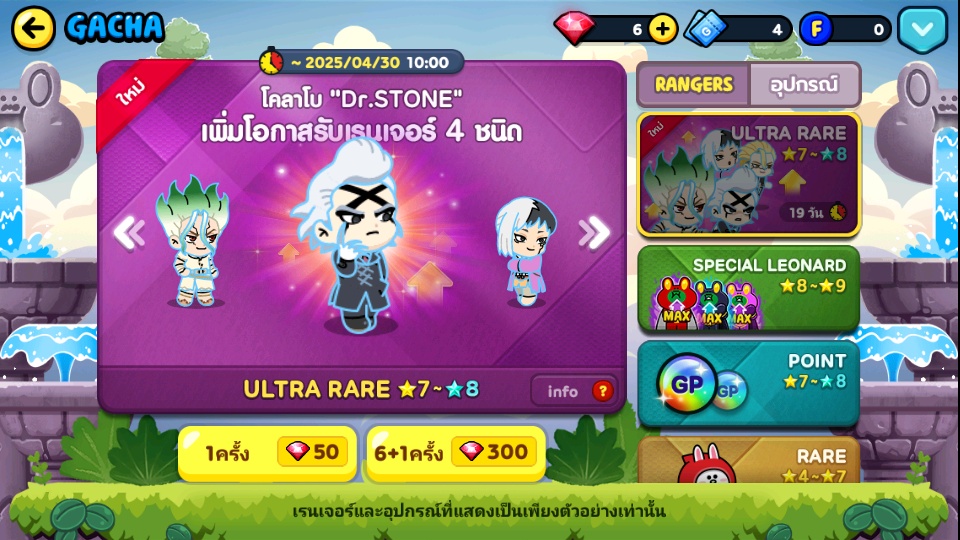 GACHA
6
4
F
0
ใหม่
~ 2025/04/30 10:00
โคลาโบ "Dr.STONE"
เพิ่มโอกาสรับเรนเจอร์ 4 ชนิด
ULTRA RARE ★7~★8
info ?
1ครั้ง 50
6+1ครั้ง 300
RANGERS
อุปกรณ์
ใหม่
ULTRA RARE
★7~★8
19 วัน
SPECIAL LEONARD
★8~★9
MAX MAX MAX
POINT
★7~★8
GP GP
RARE
★4~★7
เรนเจอร์และอุปกรณ์ที่แสดงเป็นเพียงตัวอย่างเท่านั้น